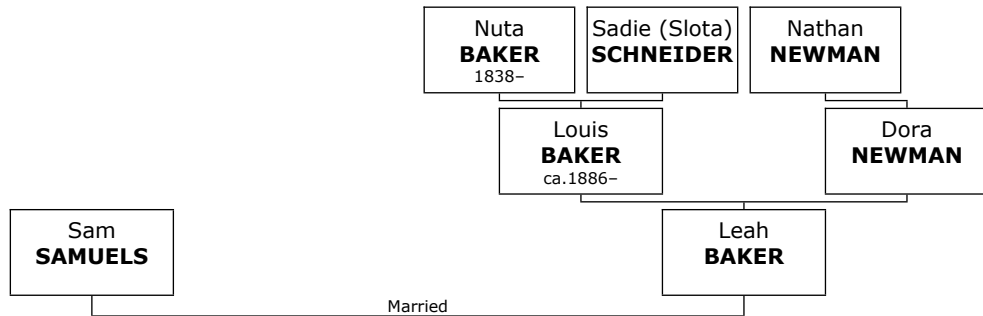 Nuta
BAKER
1838–
Sadie (Slota)
SCHNEIDER
Nathan
NEWMAN
Louis
BAKER
ca.1886–
Dora
NEWMAN
Sam
SAMUELS
Leah
BAKER
Married